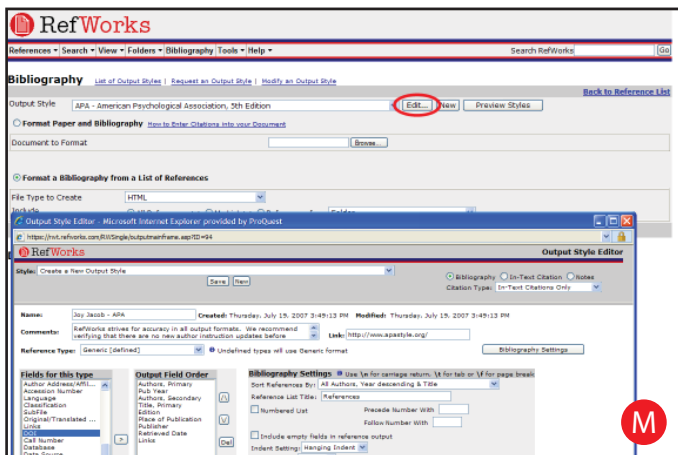 RefWorks
References Search View Folders Bibliography Tools Help Search RefWorks Go
Bibliography List of Output Styles | Request an Output Style | Modify an Output Style
Back to Reference List
Output Style APA - American Psychological Association, 5th Edition Edit... New Preview Styles
Format Paper and Bibliography How to Enter Citations into your Document
Document to Format Browse...
Format a Bibliography from a List of References
File Type to Create HTML
Include
Output Style Editor - Microsoft Internet Explorer provided by ProQuest
RefWorks Output Style Editor
Style: Create a New Output Style
Save New
Bibliography In-Text Citation Notes
Citation Type: In-Text Citations Only
Name: Joy Jacob - APA Created: Thursday, July 19, 2007 3:49:13 PM Modified: Thursday, July 19, 2007 3:49:13 PM
Comments: RefWorks strives for accuracy in all output formats. We recommend
verifying that there are no new author instruction updates before
Link: http://www.apastyle.org/
Reference Type: Generic [defined] Undefined types will use Generic format Bibliography Settings
Fields for this type
Author Address/Affil...
Accession Number
Language
Classification
SubFile
Original/Translated ...
Links
DOI
Call Number
Database
Data Source
>
Output Field Order
Authors, Primary
Pub Year
Authors, Secondary
Title, Primary
Edition
Place of Publication
Publisher
Retrieved Date
Links
Del
Bibliography Settings Use \n for carriage return, \t for tab or \f for page break
Sort References By: All Authors, Year descending & Title
Reference List Title: References
Numbered List Precede Number With
Follow Number With
Include empty fields in reference output
Indent Setting: Hanging Indent
M